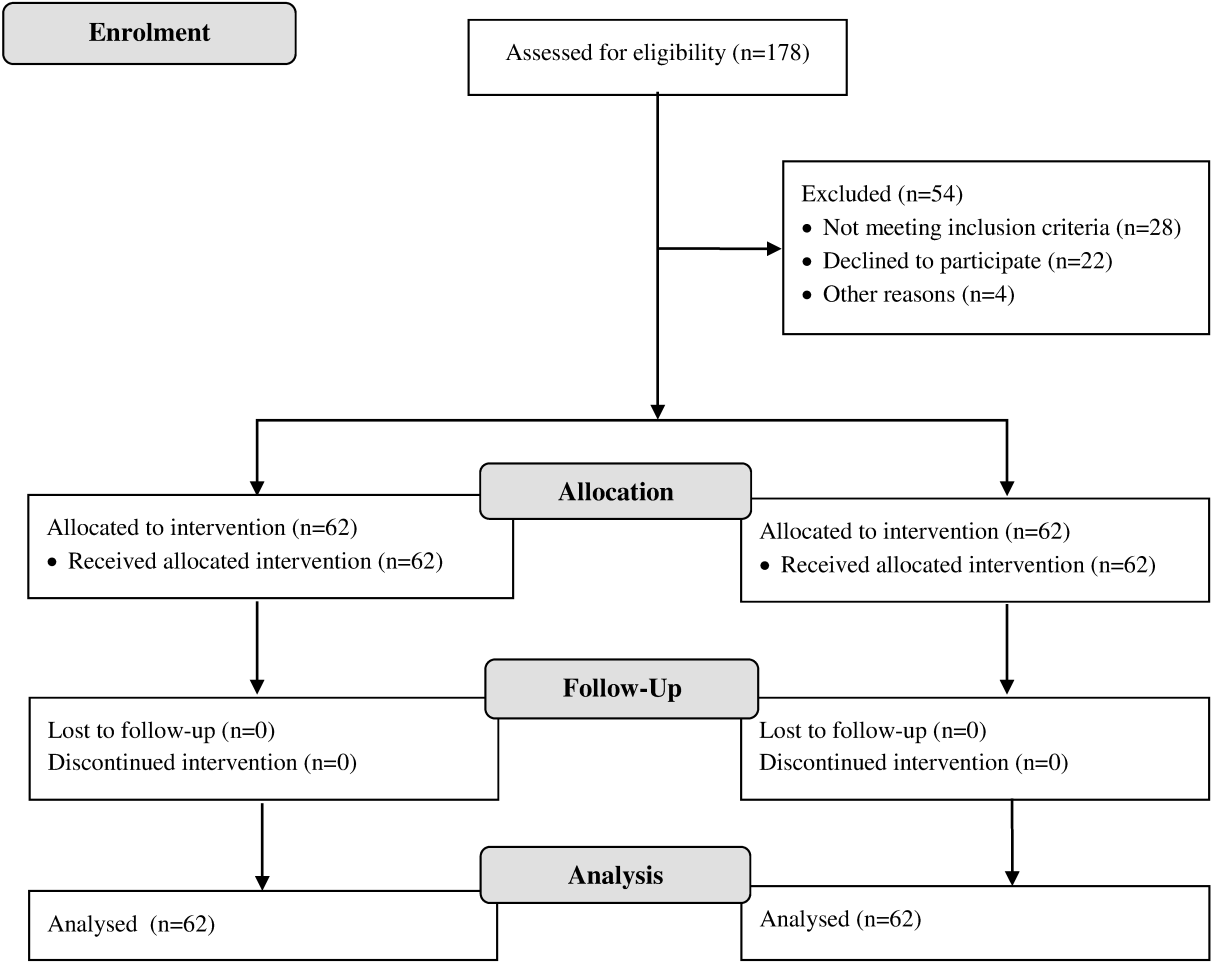 Enrolment
Assessed for eligibility (n=178)
Excluded (n=54)
• Not meeting inclusion criteria (n=28)
• Declined to participate (n=22)
• Other reasons (n=4)
Allocation
Allocated to intervention (n=62)
• Received allocated intervention (n=62)
Allocated to intervention (n=62)
• Received allocated intervention (n=62)
Follow-Up
Lost to follow-up (n=0)
Discontinued intervention (n=0)
Lost to follow-up (n=0)
Discontinued intervention (n=0)
Analysis
Analysed (n=62)
Analysed (n=62)